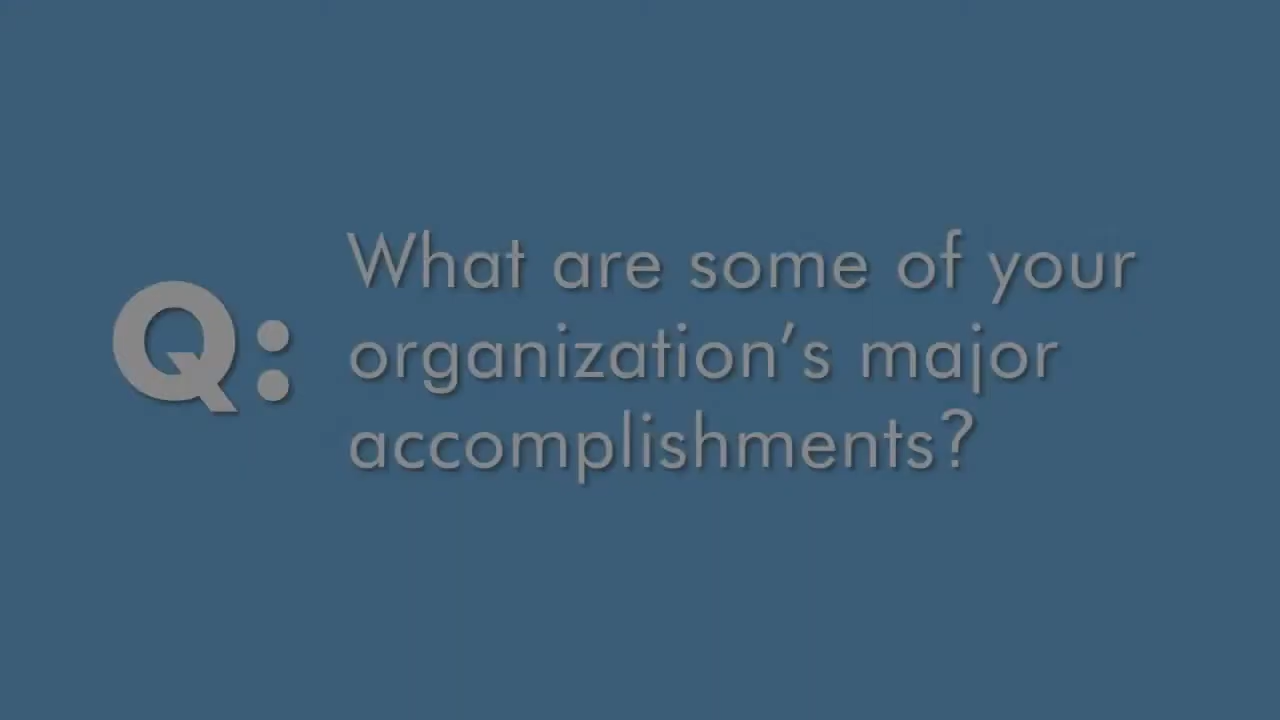 Q:
What are some of your
organization’s major
accomplishments?